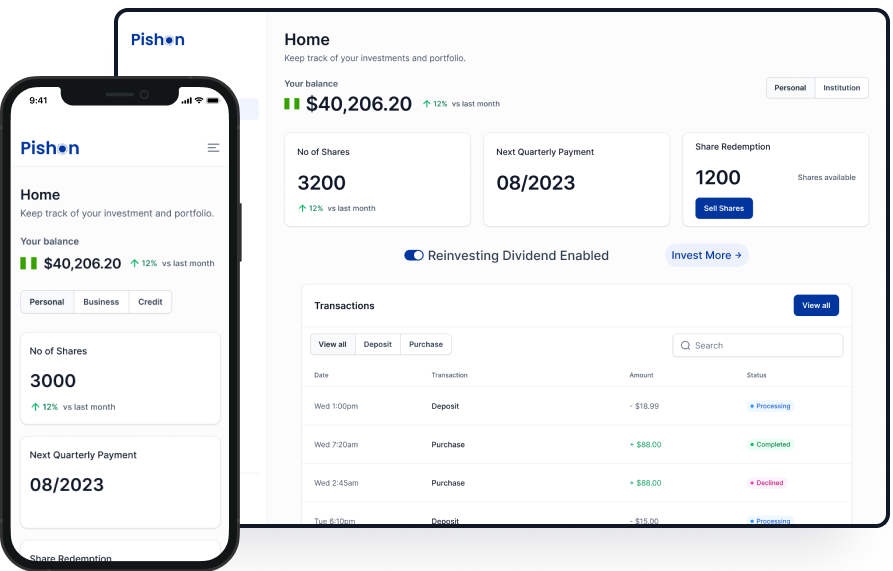 Pishon
Home
Keep track of your investments and portfolio.
Your balance
$40,206.20
12% vs last month
Personal
Institution
No of Shares
3200
12% vs last month
Next Quarterly Payment
08/2023
Share Redemption
1200
Shares available
Sell Shares
Reinvesting Dividend Enabled
Invest More →
Transactions
View all
View all
Deposit
Purchase
Search
Date Transaction Amount Status
Wed 1:00pm Deposit - $18.99 Processing
Wed 7:20am Purchase + $88.00 Completed
Wed 2:45am Purchase + $88.00 Declined
Tue 6:10pm Deposit - $15.00 Processing
9:41
Pishon
Home
Keep track of your investment and portfolio.
Your balance
$40,206.20
12% vs last month
Personal
Business
Credit
No of Shares
3000
12% vs last month
Next Quarterly Payment
08/2023
Share Redemption